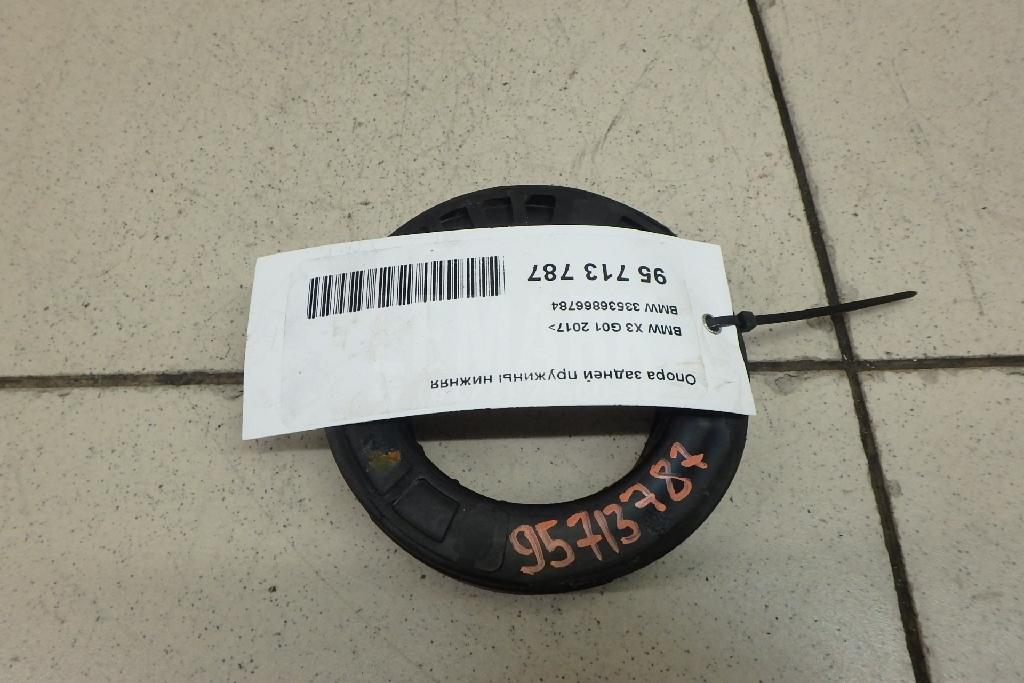 Опора задней пружины нижняя
BMW X3 G01 2017>
BMW 33536866784
95 713 787
95713787